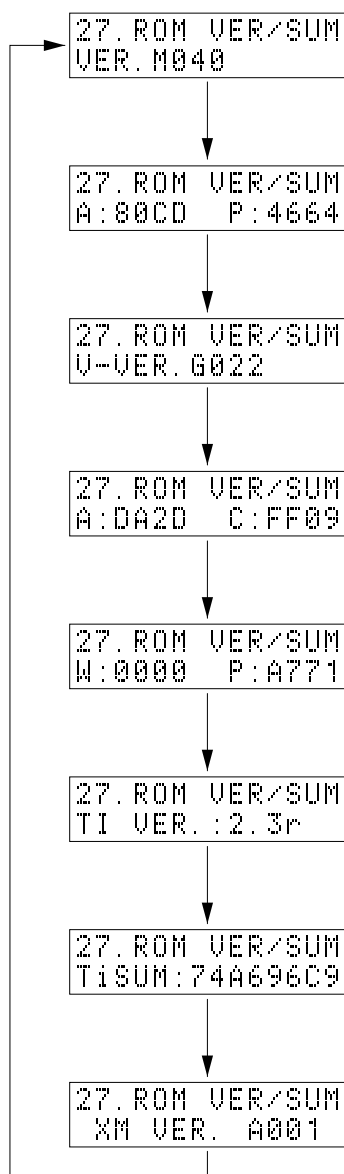 27.ROM VER/SUM
VER.M040
27.ROM VER/SUM
A:80CD P:4664
27.ROM VER/SUM
V-VER.G022
27.ROM VER/SUM
A:DA2D C:FF09
27.ROM VER/SUM
W:0000 P:A771
27.ROM VER/SUM
TI VER.:2.3r
27.ROM VER/SUM
TiSUM:74A696C9
27.ROM VER/SUM
XM VER. A001